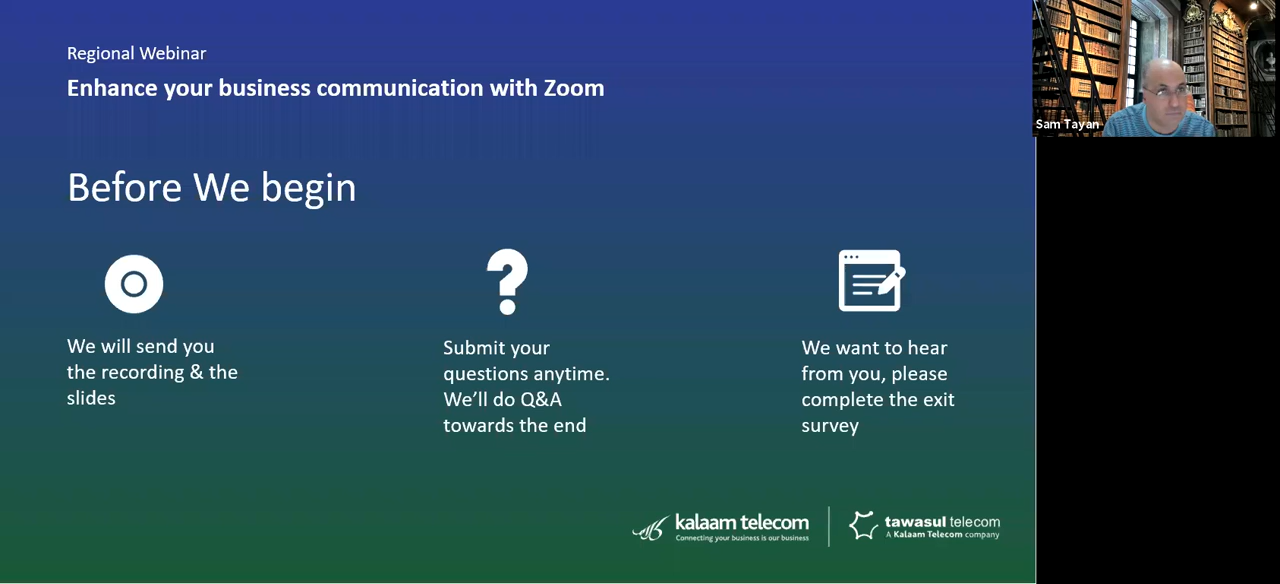 Regional Webinar
Enhance your business communication with Zoom
Before We begin
We will send you
the recording & the
slides
Submit your
questions anytime.
We'll do Q&A
towards the end
We want to hear
from you, please
complete the exit
survey
kalaam telecom
Connecting your business is our business
tawasul telecom
A Kalaam Telecom company
Sam Tayan